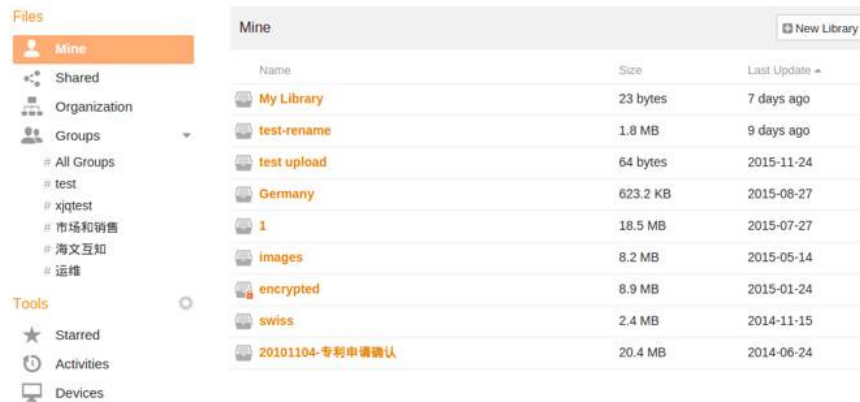 Files
Mine
Shared
Organization
Groups
# All Groups
# test
# xjqtest
# 市场和销售
# 海文互知
# 运维
Tools
Starred
Activities
Devices
Mine
New Library
Name Size Last Update
My Library 23 bytes 7 days ago
test-rename 1.8 MB 9 days ago
test upload 64 bytes 2015-11-24
Germany 623.2 KB 2015-08-27
1 18.5 MB 2015-07-27
images 8.2 MB 2015-05-14
encrypted 8.9 MB 2015-01-24
swiss 2.4 MB 2014-11-15
20101104-专利申请确认 20.4 MB 2014-06-24